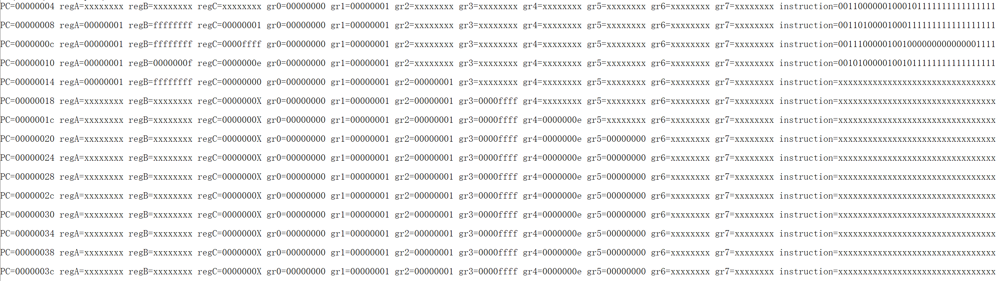 PC=00000004 regA=xxxxxxxx regB=xxxxxxxx regC=xxxxxxxx gr0=00000000 gr1=00000001 gr2=xxxxxxxx gr3=xxxxxxxx gr4=xxxxxxxx gr5=xxxxxxxx gr6=xxxxxxxx gr7=xxxxxxxx instruction=00110000001000101111111111111111
PC=00000008 regA=00000001 regB=ffffffff regC=00000001 gr0=00000000 gr1=00000001 gr2=xxxxxxxx gr3=xxxxxxxx gr4=xxxxxxxx gr5=xxxxxxxx gr6=xxxxxxxx gr7=xxxxxxxx instruction=00110100001000111111111111111111
PC=0000000c regA=00000001 regB=ffffffff regC=0000ffff gr0=00000000 gr1=00000001 gr2=xxxxxxxx gr3=xxxxxxxx gr4=xxxxxxxx gr5=xxxxxxxx gr6=xxxxxxxx gr7=xxxxxxxx instruction=00111000001001000000000000001111
PC=00000010 regA=00000001 regB=0000000f regC=0000000e gr0=00000000 gr1=00000001 gr2=xxxxxxxx gr3=xxxxxxxx gr4=xxxxxxxx gr5=xxxxxxxx gr6=xxxxxxxx gr7=xxxxxxxx instruction=00101000001001011111111111111111
PC=00000014 regA=00000001 regB=ffffffff regC=00000000 gr0=00000000 gr1=00000001 gr2=00000001 gr3=xxxxxxxx gr4=xxxxxxxx gr5=xxxxxxxx gr6=xxxxxxxx gr7=xxxxxxxx instruction=xxxxxxxxxxxxxxxxxxxxxxxxxxxxxxxx
PC=00000018 regA=xxxxxxxx regB=xxxxxxxx regC=0000000X gr0=00000000 gr1=00000001 gr2=00000001 gr3=0000ffff gr4=xxxxxxxx gr5=xxxxxxxx gr6=xxxxxxxx gr7=xxxxxxxx instruction=xxxxxxxxxxxxxxxxxxxxxxxxxxxxxxxx
PC=0000001c regA=xxxxxxxx regB=xxxxxxxx regC=0000000X gr0=00000000 gr1=00000001 gr2=00000001 gr3=0000ffff gr4=0000000e gr5=xxxxxxxx gr6=xxxxxxxx gr7=xxxxxxxx instruction=xxxxxxxxxxxxxxxxxxxxxxxxxxxxxxxx
PC=00000020 regA=xxxxxxxx regB=xxxxxxxx regC=0000000X gr0=00000000 gr1=00000001 gr2=00000001 gr3=0000ffff gr4=0000000e gr5=00000000 gr6=xxxxxxxx gr7=xxxxxxxx instruction=xxxxxxxxxxxxxxxxxxxxxxxxxxxxxxxx
PC=00000024 regA=xxxxxxxx regB=xxxxxxxx regC=0000000X gr0=00000000 gr1=00000001 gr2=00000001 gr3=0000ffff gr4=0000000e gr5=00000000 gr6=xxxxxxxx gr7=xxxxxxxx instruction=xxxxxxxxxxxxxxxxxxxxxxxxxxxxxxxx
PC=00000028 regA=xxxxxxxx regB=xxxxxxxx regC=0000000X gr0=00000000 gr1=00000001 gr2=00000001 gr3=0000ffff gr4=0000000e gr5=00000000 gr6=xxxxxxxx gr7=xxxxxxxx instruction=xxxxxxxxxxxxxxxxxxxxxxxxxxxxxxxx
PC=0000002c regA=xxxxxxxx regB=xxxxxxxx regC=0000000X gr0=00000000 gr1=00000001 gr2=00000001 gr3=0000ffff gr4=0000000e gr5=00000000 gr6=xxxxxxxx gr7=xxxxxxxx instruction=xxxxxxxxxxxxxxxxxxxxxxxxxxxxxxxx
PC=00000030 regA=xxxxxxxx regB=xxxxxxxx regC=0000000X gr0=00000000 gr1=00000001 gr2=00000001 gr3=0000ffff gr4=0000000e gr5=00000000 gr6=xxxxxxxx gr7=xxxxxxxx instruction=xxxxxxxxxxxxxxxxxxxxxxxxxxxxxxxx
PC=00000034 regA=xxxxxxxx regB=xxxxxxxx regC=0000000X gr0=00000000 gr1=00000001 gr2=00000001 gr3=0000ffff gr4=0000000e gr5=00000000 gr6=xxxxxxxx gr7=xxxxxxxx instruction=xxxxxxxxxxxxxxxxxxxxxxxxxxxxxxxx
PC=00000038 regA=xxxxxxxx regB=xxxxxxxx regC=0000000X gr0=00000000 gr1=00000001 gr2=00000001 gr3=0000ffff gr4=0000000e gr5=00000000 gr6=xxxxxxxx gr7=xxxxxxxx instruction=xxxxxxxxxxxxxxxxxxxxxxxxxxxxxxxx
PC=0000003c regA=xxxxxxxx regB=xxxxxxxx regC=0000000X gr0=00000000 gr1=00000001 gr2=00000001 gr3=0000ffff gr4=0000000e gr5=00000000 gr6=xxxxxxxx gr7=xxxxxxxx instruction=xxxxxxxxxxxxxxxxxxxxxxxxxxxxxxxx